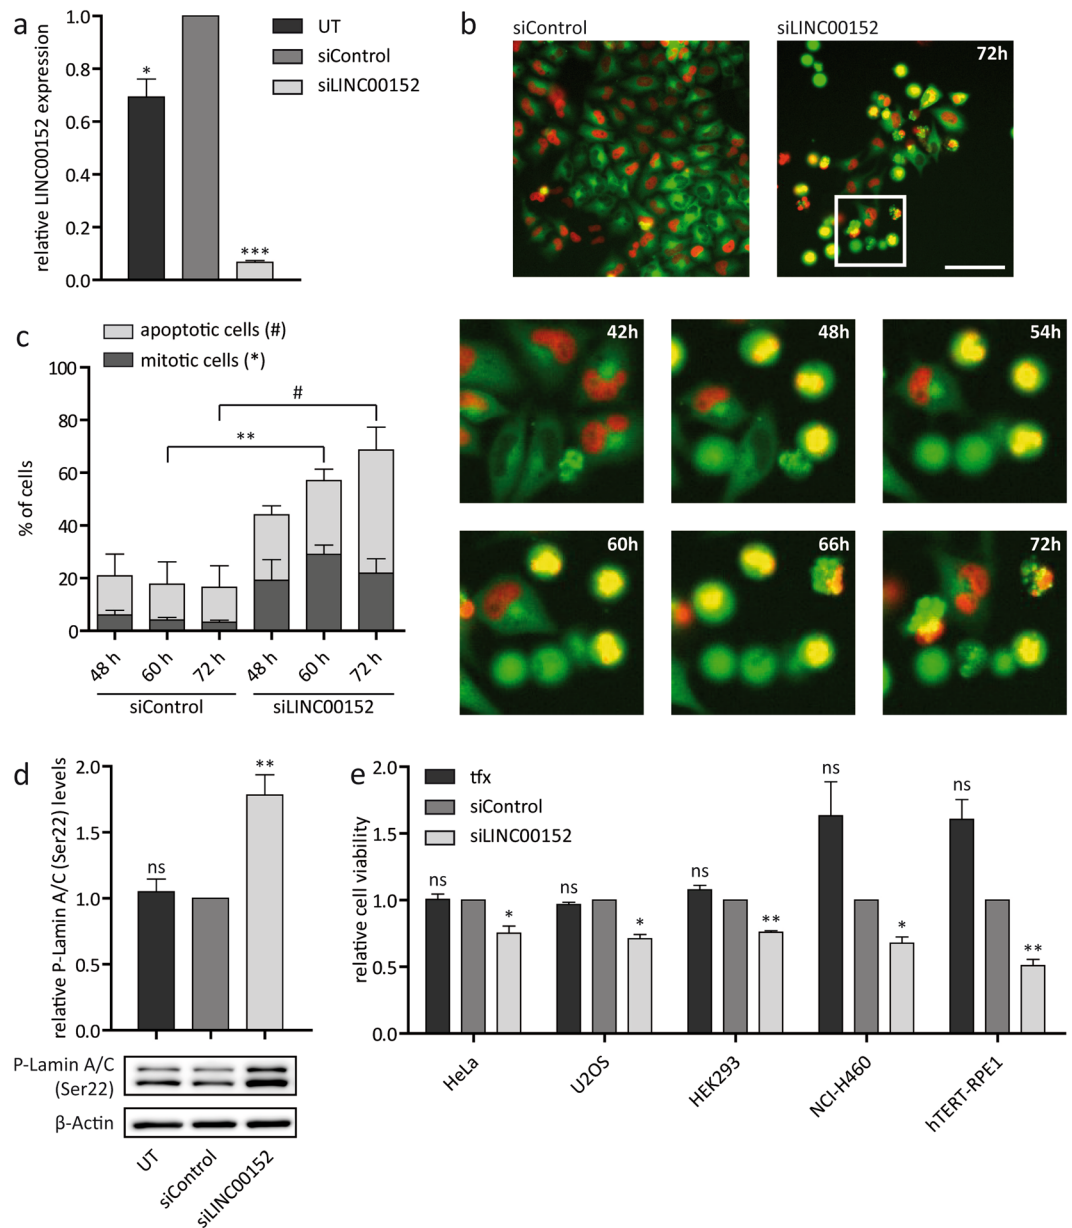 a
relative LINC00152 expression
1.0
0.8
0.6
0.4
0.2
0.0
*
***
UT
siControl
siLINC00152
b
siControl
siLINC00152
72h
42h
48h
54h
60h
66h
72h
c
apoptotic cells (#)
mitotic cells (*)
% of cells
100
80
60
40
20
0
#
**
48 h
60 h
72 h
48 h
60 h
72 h
siControl
siLINC00152
d
relative P-Lamin A/C (Ser22) levels
2.0
1.5
1.0
0.5
0.0
ns
**
P-Lamin A/C
(Ser22)
β-Actin
UT
siControl
siLINC00152
e
relative cell viability
2.0
1.5
1.0
0.5
0.0
tfx
siControl
siLINC00152
ns
*
ns
*
ns
**
ns
*
ns
**
HeLa
U2OS
HEK293
NCI-H460
hTERT-RPE1